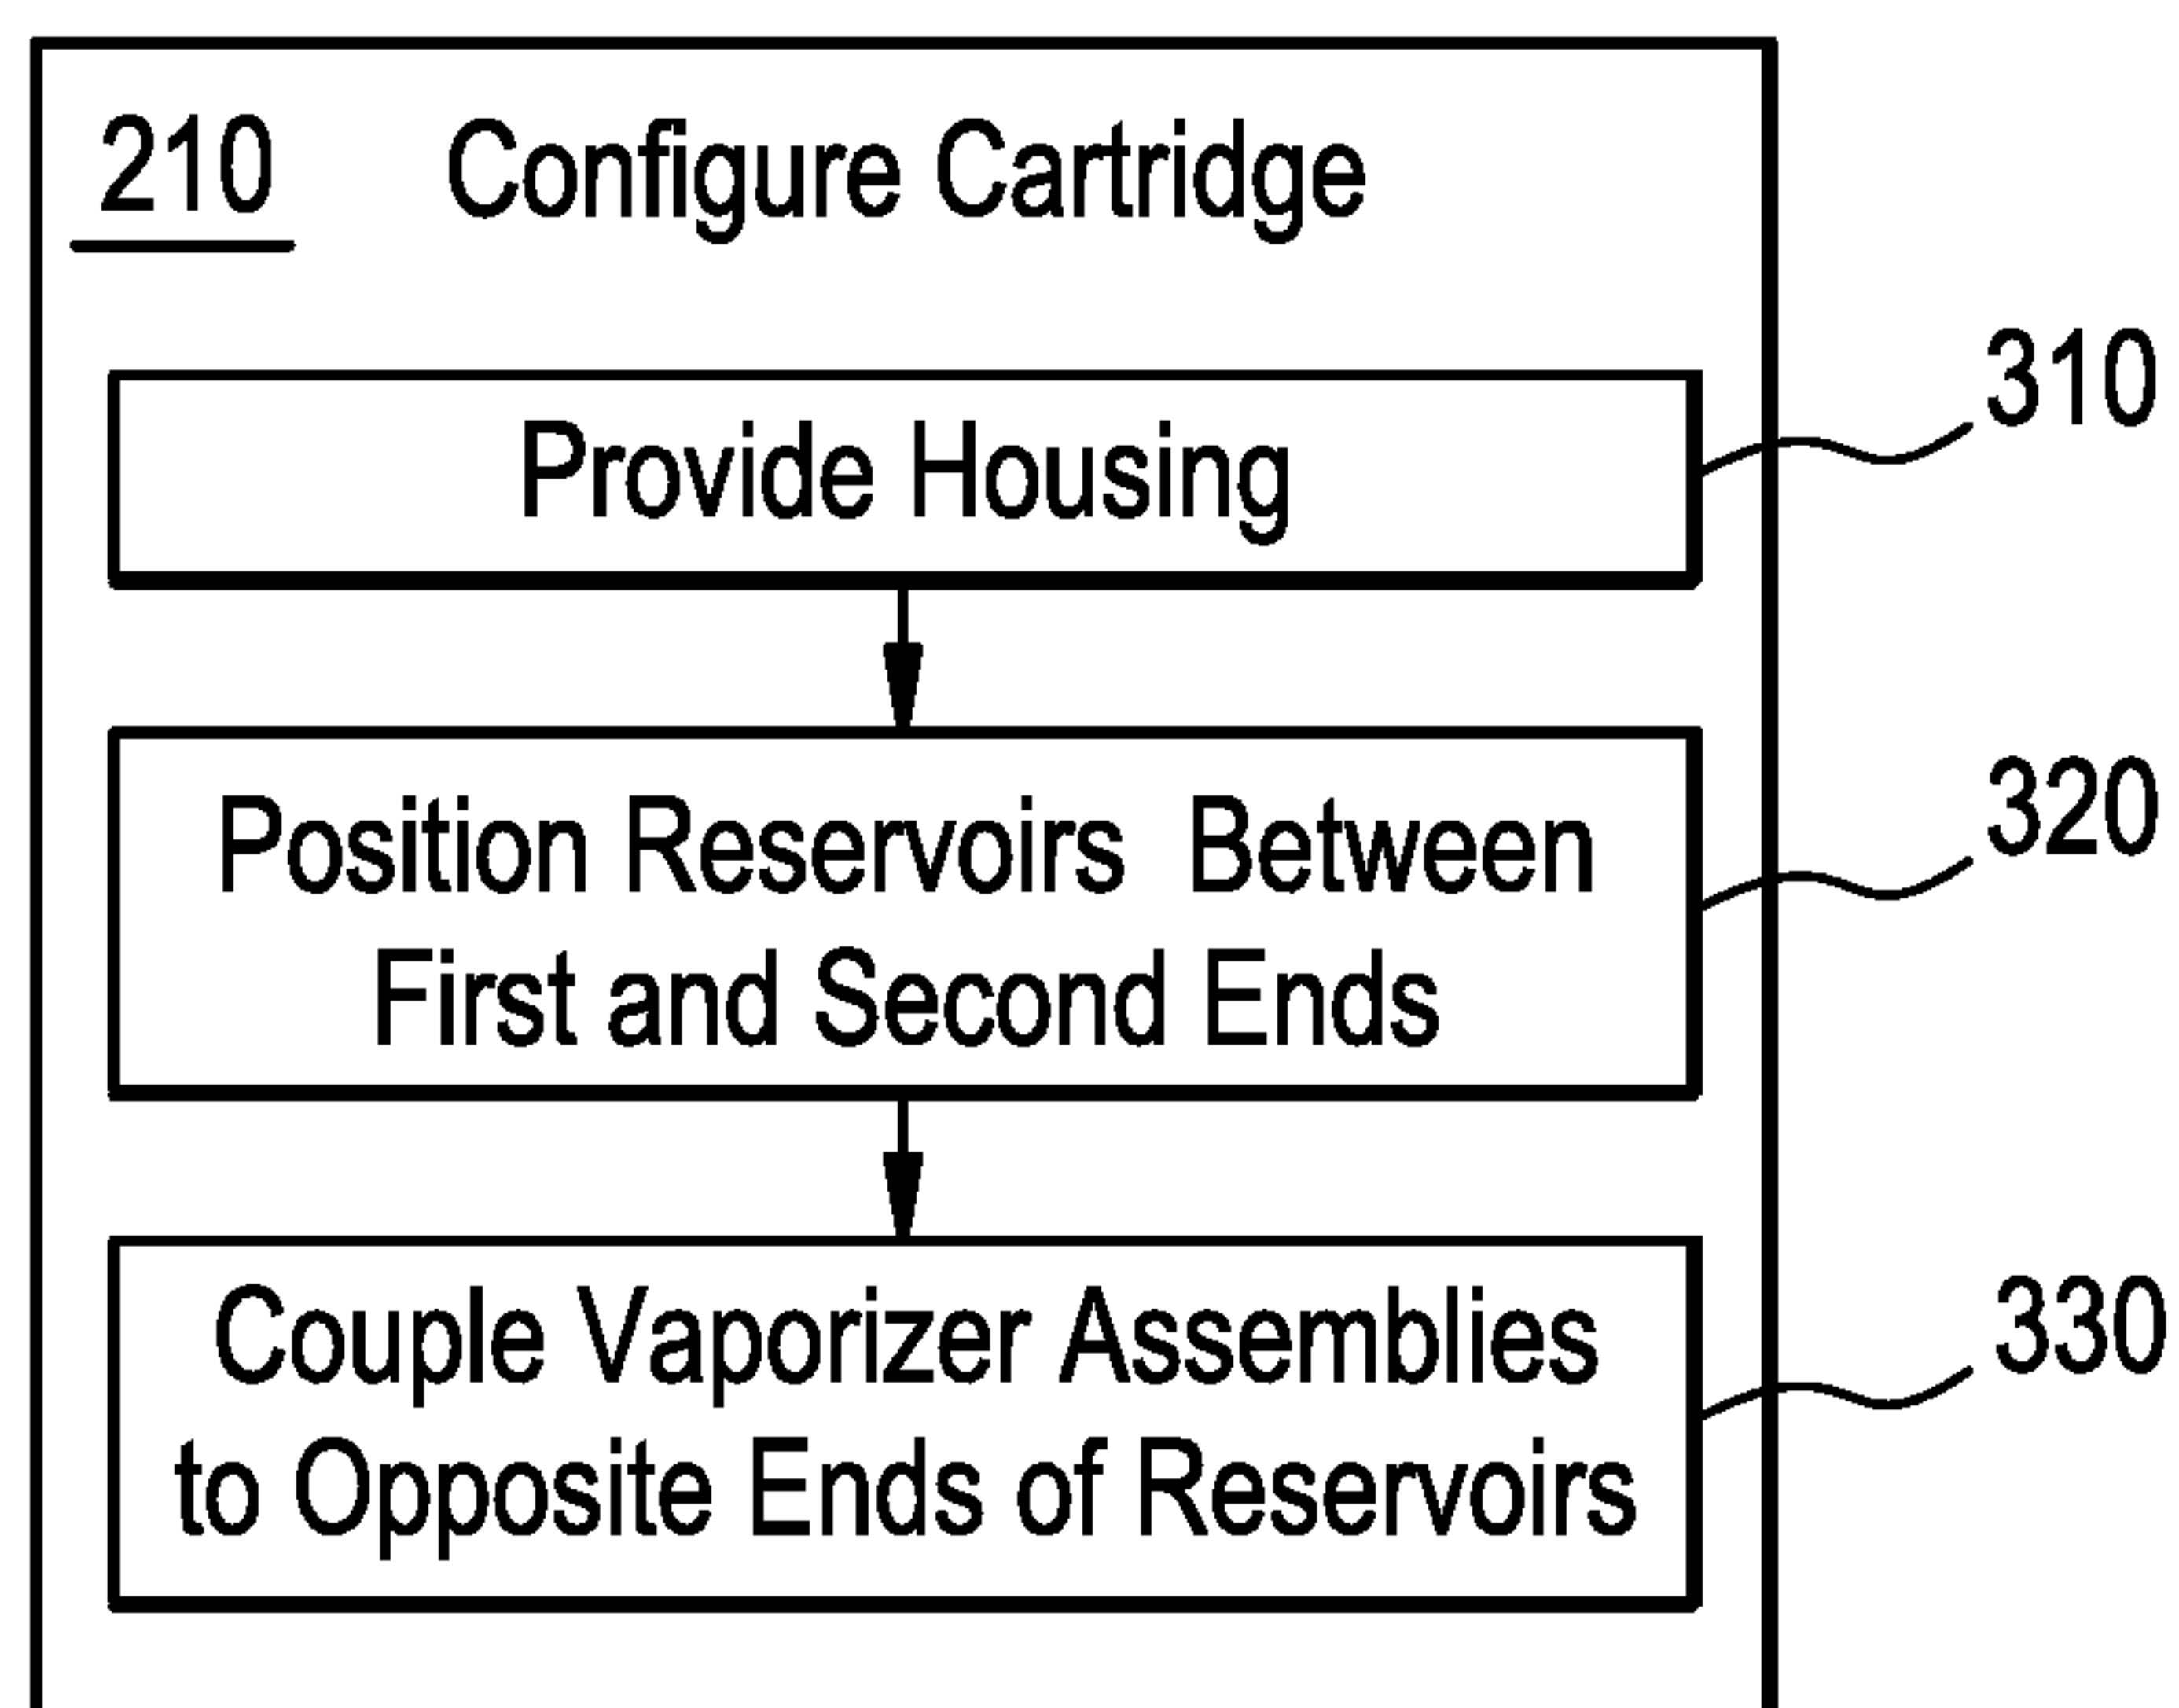 210 Configure Cartridge
Provide Housing
310
Position Reservoirs Between
First and Second Ends
320
Couple Vaporizer Assemblies
to Opposite Ends of Reservoirs
330